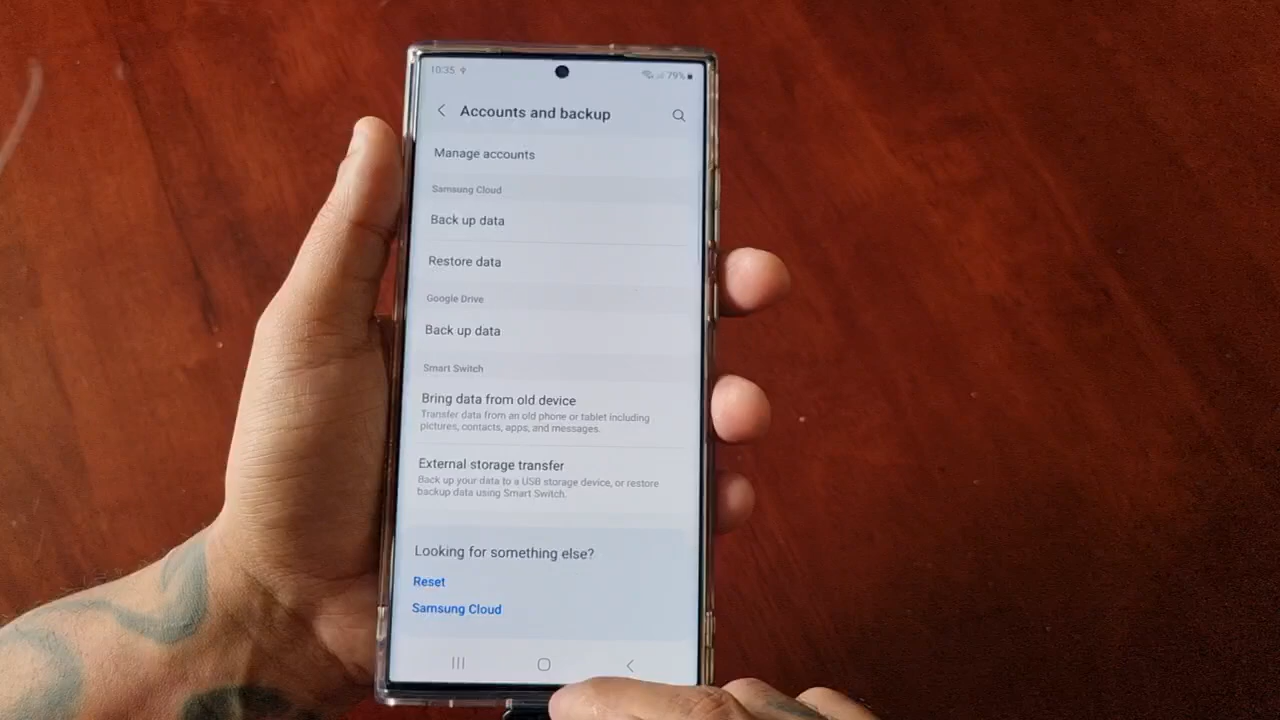 10:35
79%
Accounts and backup
Manage accounts
Samsung Cloud
Back up data
Restore data
Google Drive
Back up data
Smart Switch
Bring data from old device
Transfer data from an old phone or tablet including
pictures, contacts, apps, and messages.
External storage transfer
Back up your data to a USB storage device, or restore
backup data using Smart Switch.
Looking for something else?
Reset
Samsung Cloud